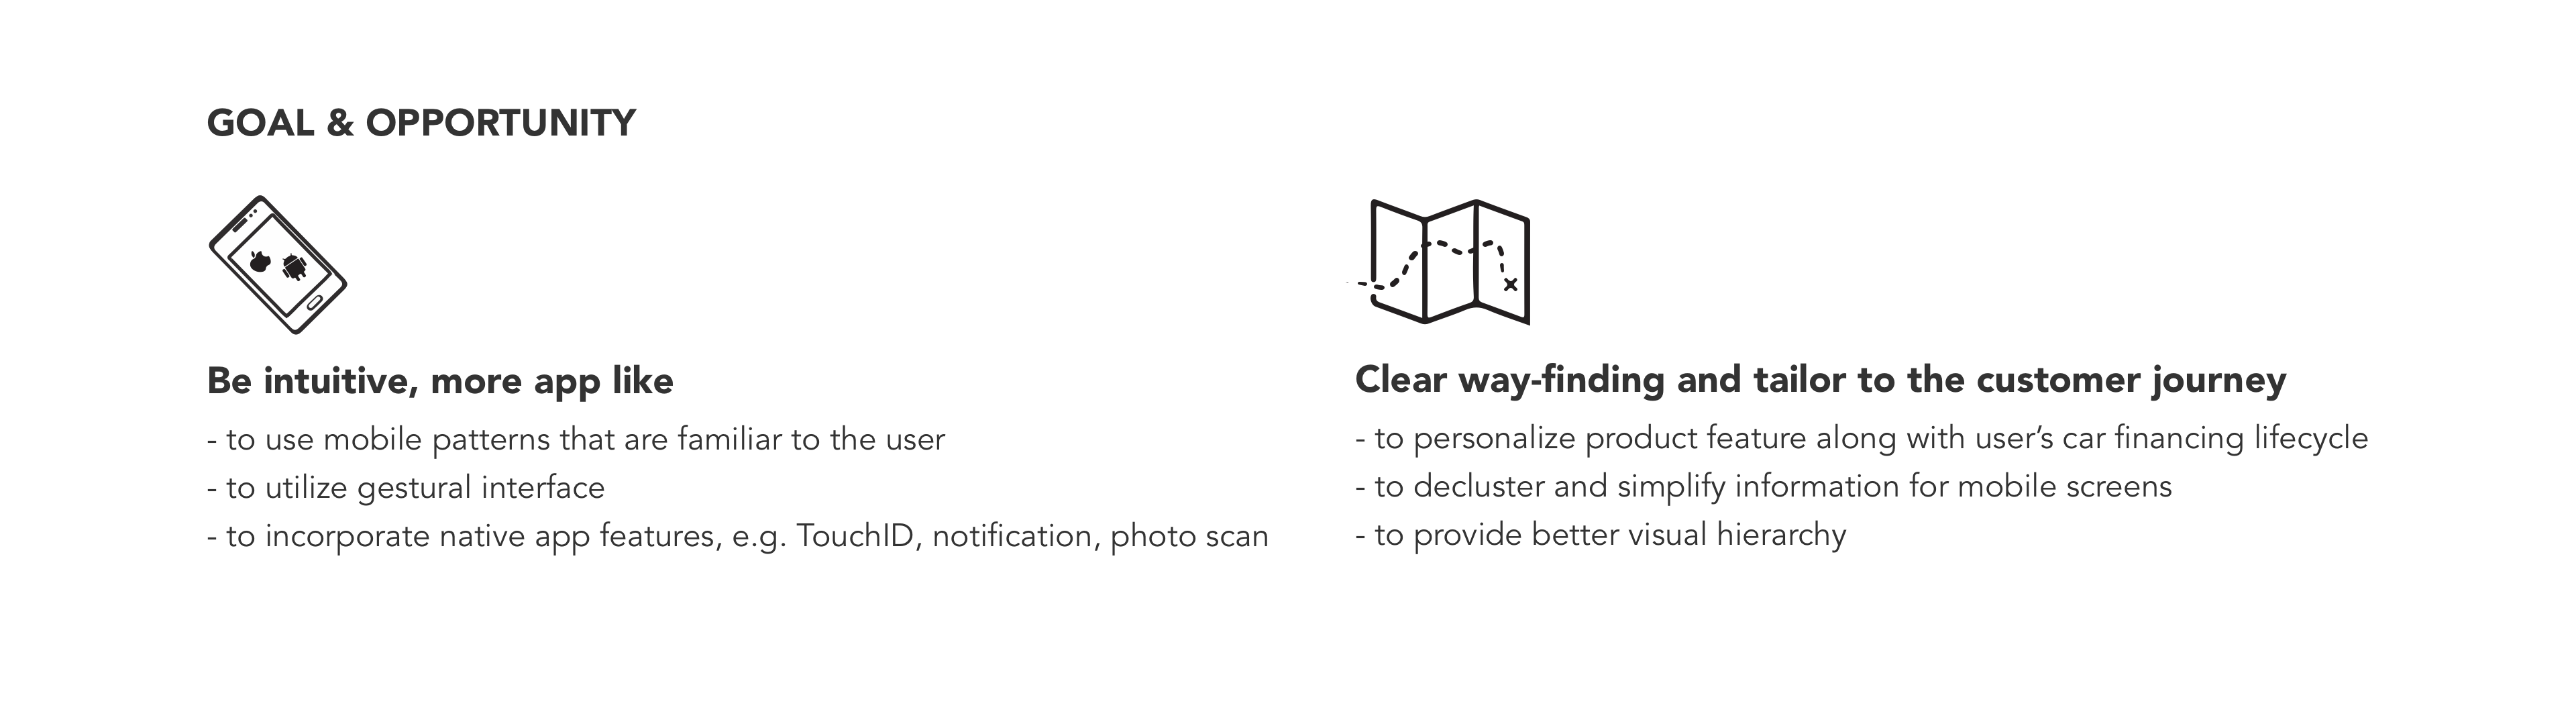 GOAL & OPPORTUNITY
Be intuitive, more app like
- to use mobile patterns that are familiar to the user
- to utilize gestural interface
- to incorporate native app features, e.g. TouchID, notification, photo scan
Clear way-finding and tailor to the customer journey
- to personalize product feature along with user’s car financing lifecycle
- to decluster and simplify information for mobile screens
- to provide better visual hierarchy